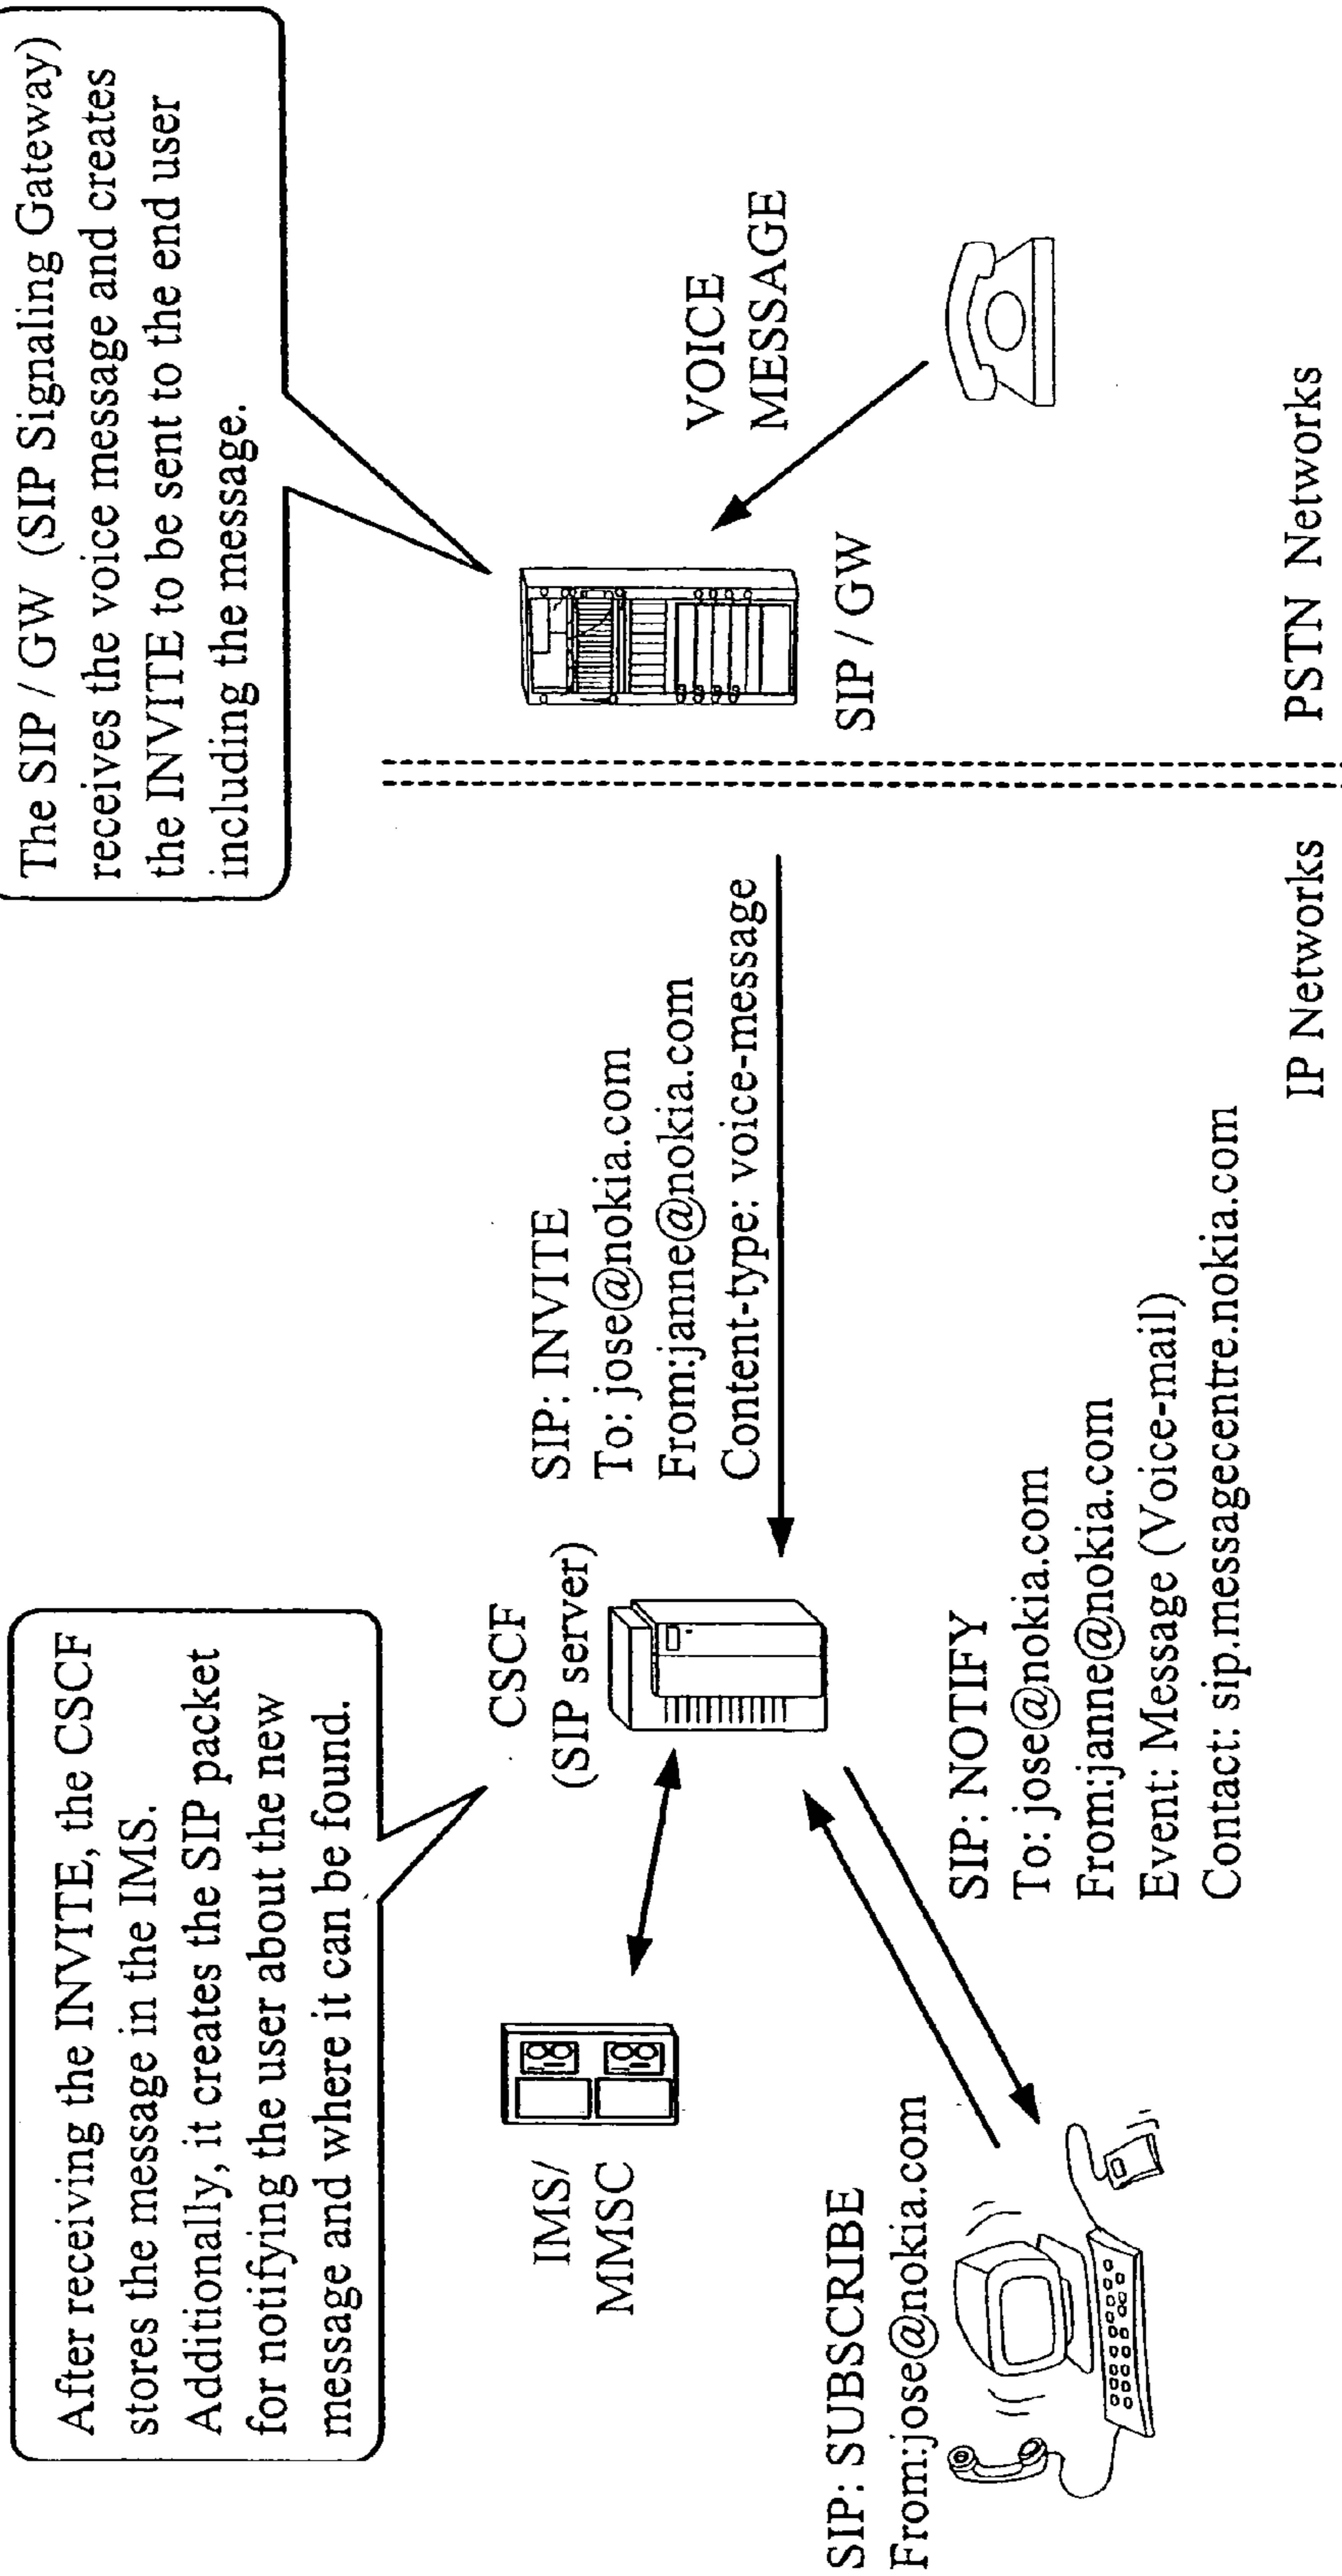 After receiving the INVITE, the CSCF
stores the message in the IMS.
Additionally, it creates the SIP packet
for notifying the user about the new
message and where it can be found.
The SIP / GW (SIP Signaling Gateway)
receives the voice message and creates
the INVITE to be sent to the end user
including the message.
IMS/
MMSC
CSCF
(SIP server)
SIP: INVITE
To: jose@nokia.com
From:janne@nokia.com
Content-type: voice-message
SIP / GW
VOICE
MESSAGE
SIP: SUBSCRIBE
From:jose@nokia.com
SIP: NOTIFY
To: jose@nokia.com
From:janne@nokia.com
Event: Message (Voice-mail)
Contact: sip.messagecentre.nokia.com
IP Networks
PSTN Networks